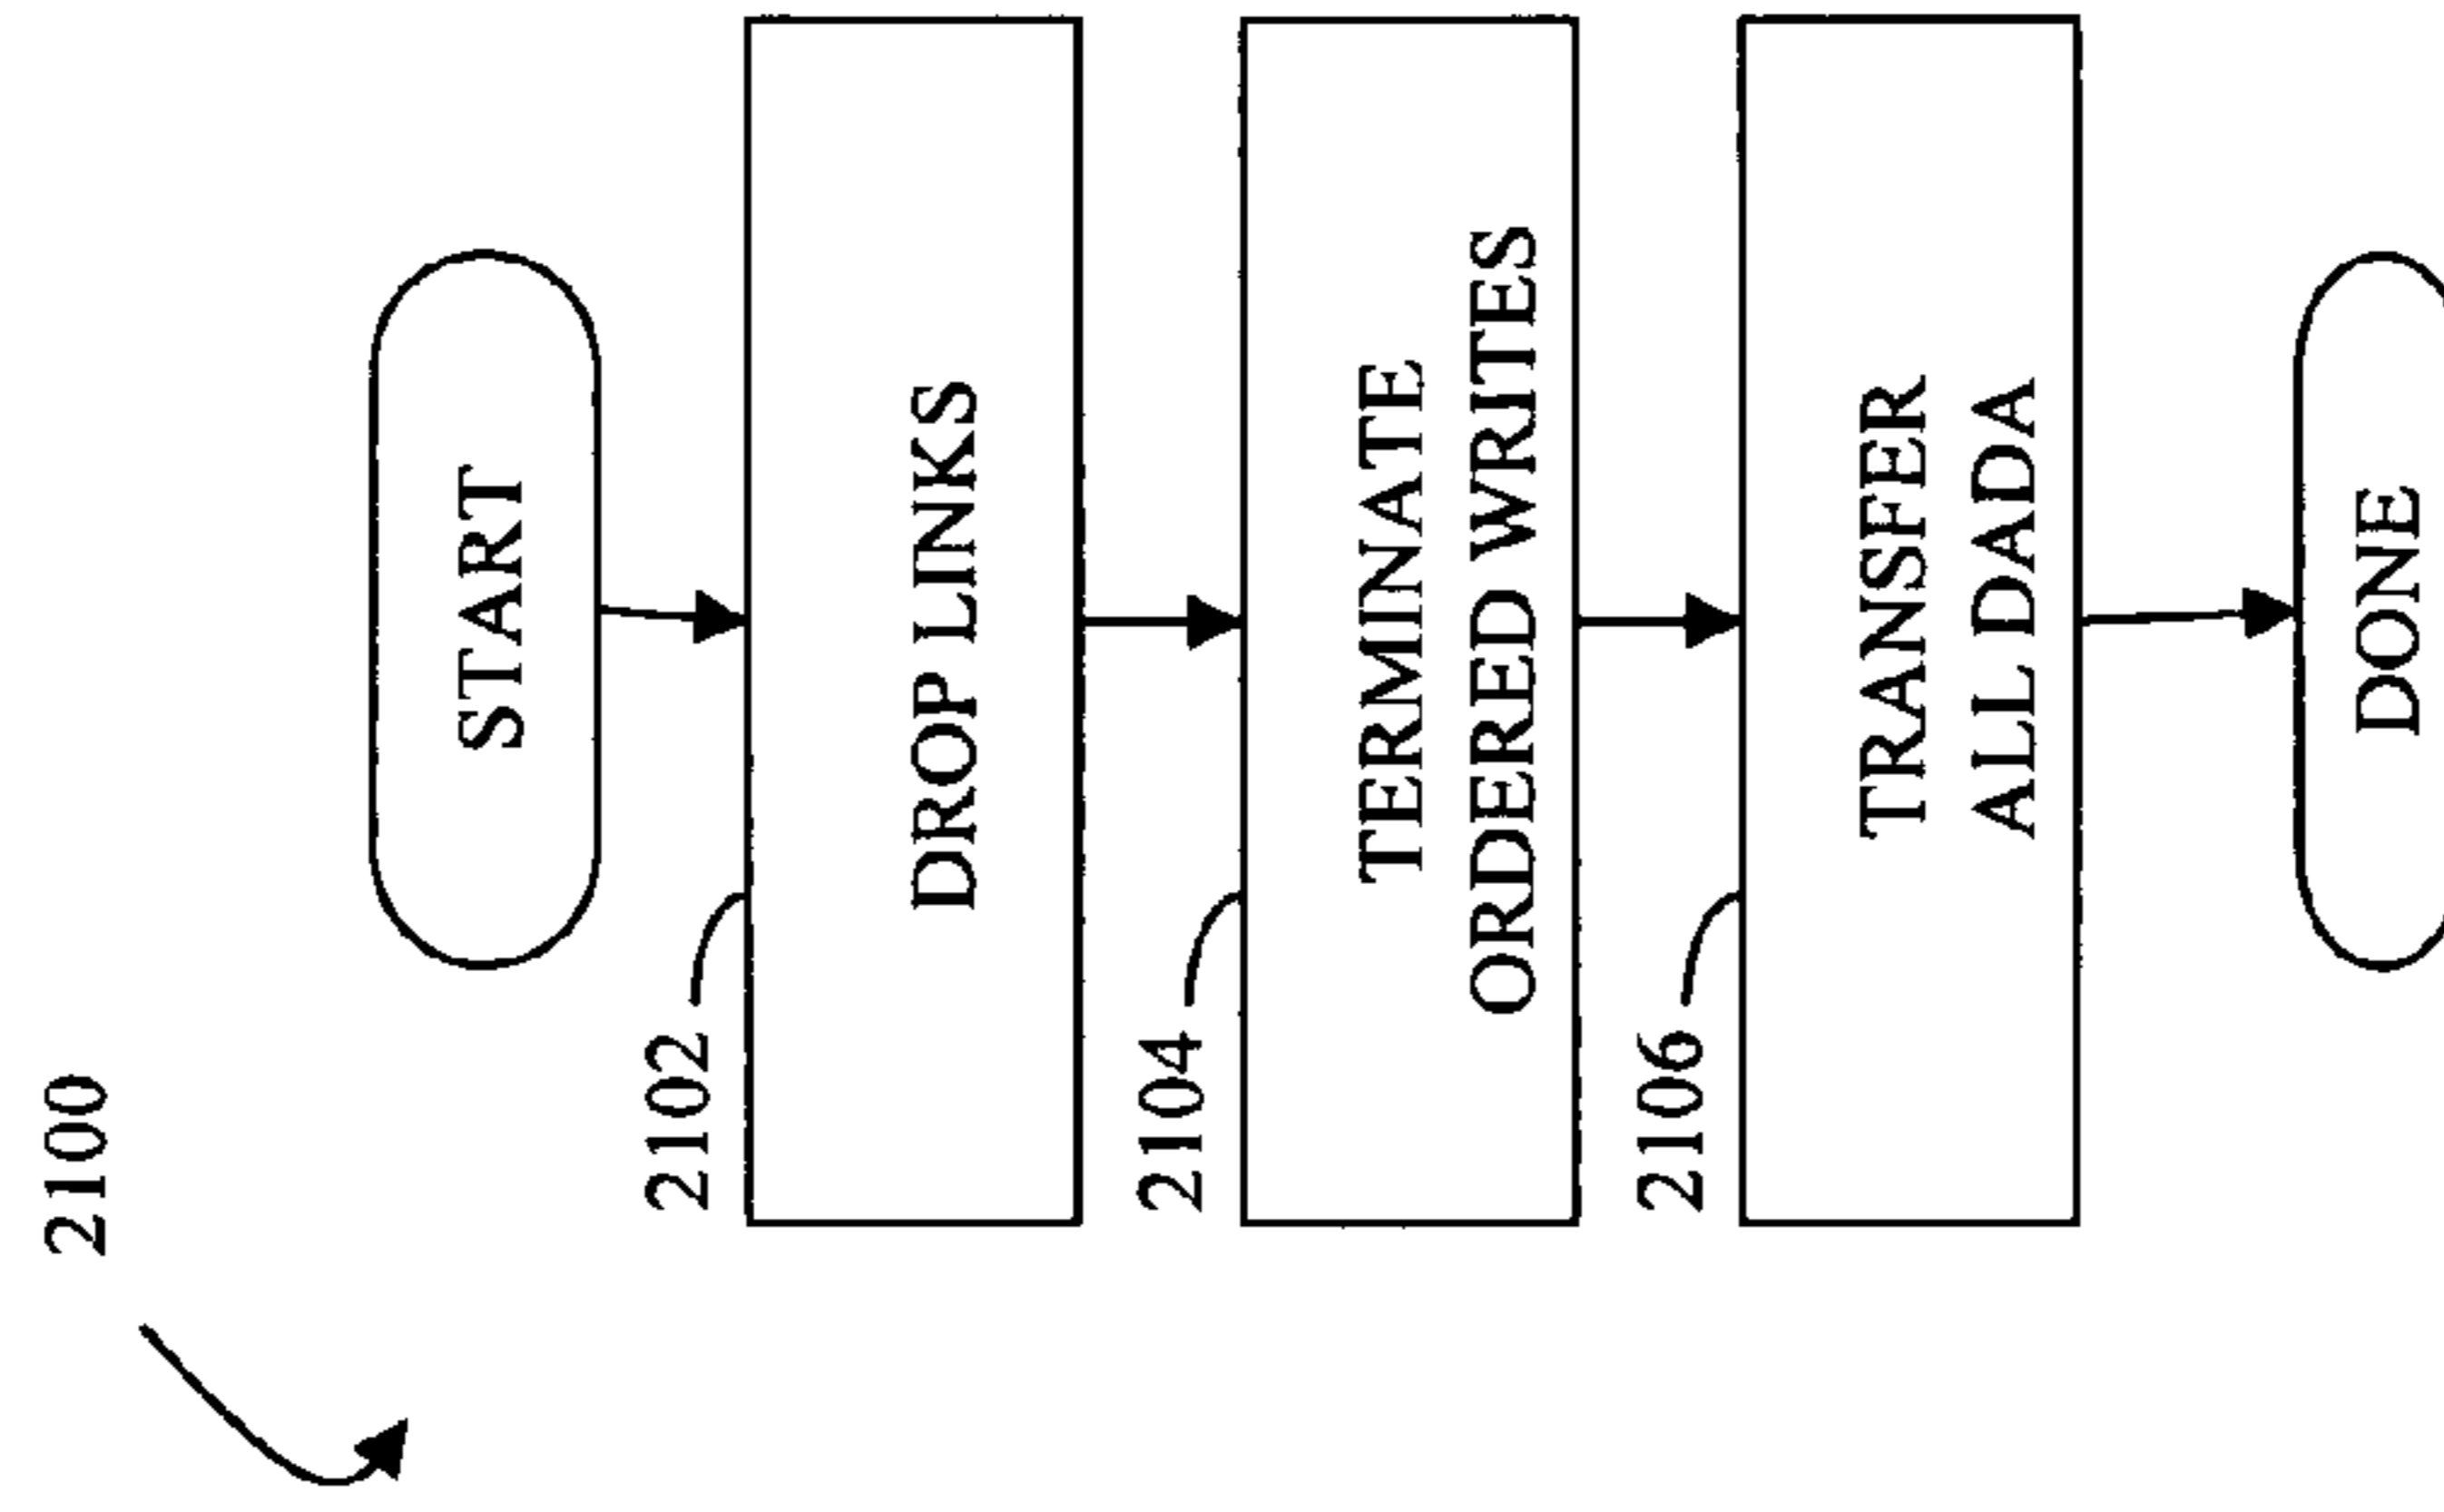 2100
START
2102
DROP LINKS
2104
TERMINATE
ORDERED WRITES
2106
TRANSFER
ALL DADA
DONE